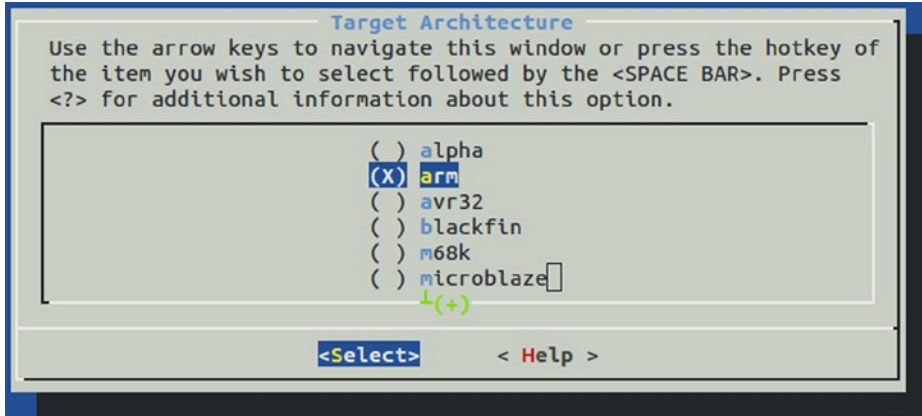 Target Architecture
Use the arrow keys to navigate this window or press the hotkey of
the item you wish to select followed by the <SPACE BAR>. Press
<?> for additional information about this option.
( ) alpha
(X) arm
( ) avr32
( ) blackfin
( ) m68k
( ) microblaze
┴(+)
<Select> < Help >